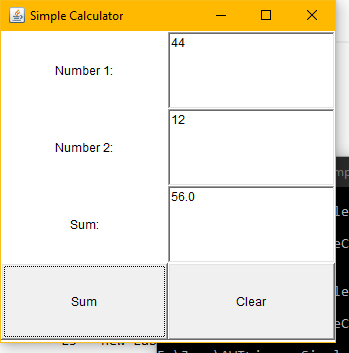 Simple Calculator
Number 1:
44
Number 2:
12
Sum:
56.0
Sum
Clear